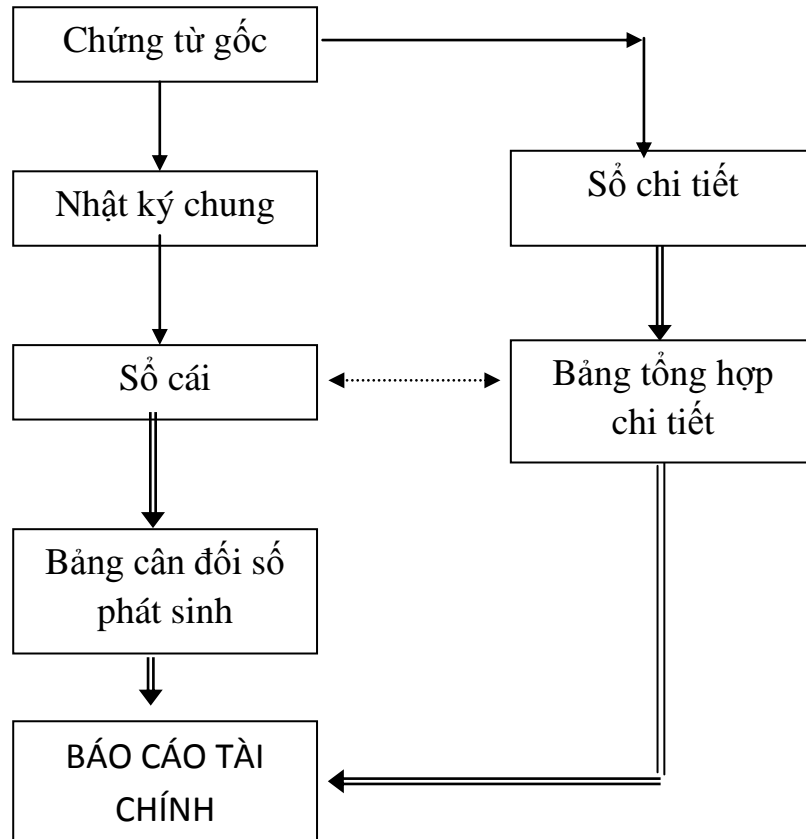 Chứng từ gốc
Nhật ký chung
Sổ chi tiết
Sổ cái
Bảng tổng hợp
chi tiết
Bảng cân đối số
phát sinh
BÁO CÁO TÀI
CHÍNH